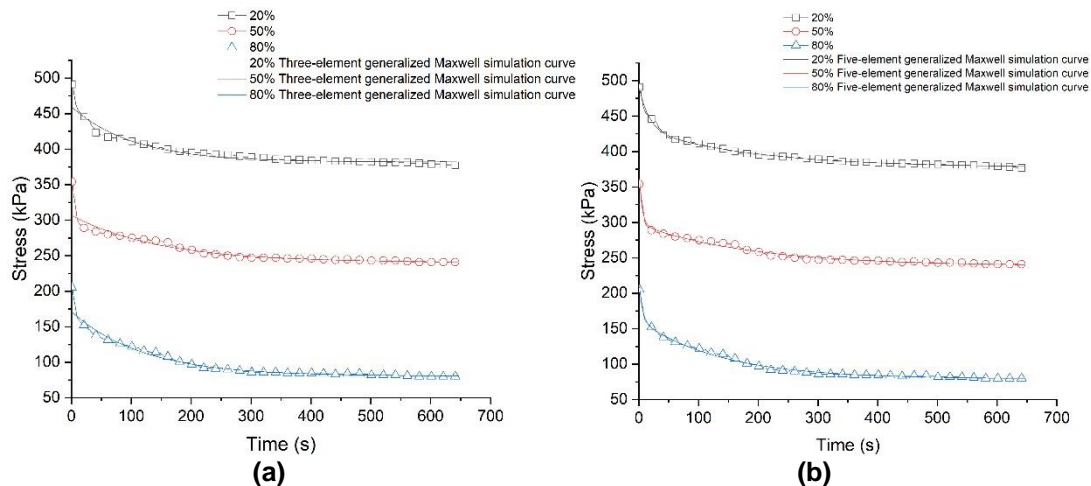 20%
50%
80%
20% Three-element generalized Maxwell simulation curve
50% Three-element generalized Maxwell simulation curve
80% Three-element generalized Maxwell simulation curve
500
450
400
350
300
250
200
150
100
50
Stress (kPa)
0 100 200 300 400 500 600 700
Time (s)
(a)
20%
50%
80%
20% Five-element generalized Maxwell simulation curve
50% Five-element generalized Maxwell simulation curve
80% Five-element generalized Maxwell simulation curve
500
450
400
350
300
250
200
150
100
50
Stress (kPa)
0 100 200 300 400 500 600 700
Time (s)
(b)